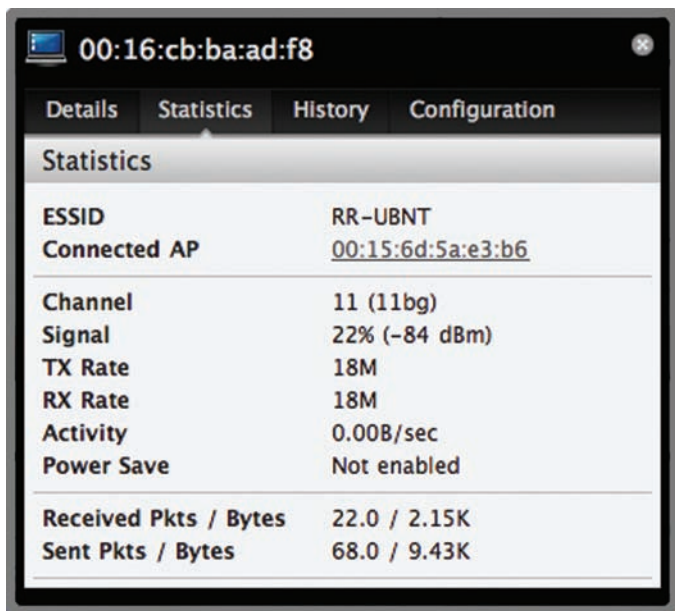 00:16:cb:ba:ad:f8
Details Statistics History Configuration
Statistics
ESSID RR-UBNT
Connected AP 00:15:6d:5a:e3:b6
Channel 11 (11bg)
Signal 22% (-84 dBm)
TX Rate 18M
RX Rate 18M
Activity 0.00B/sec
Power Save Not enabled
Received Pkts / Bytes 22.0 / 2.15K
Sent Pkts / Bytes 68.0 / 9.43K